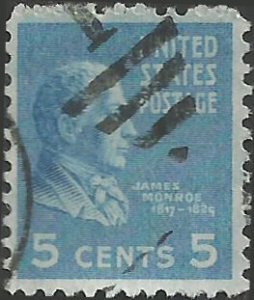 UNITED
STATES
POSTAGE
JAMES
MONROE
1817-1825
5 CENTS 5